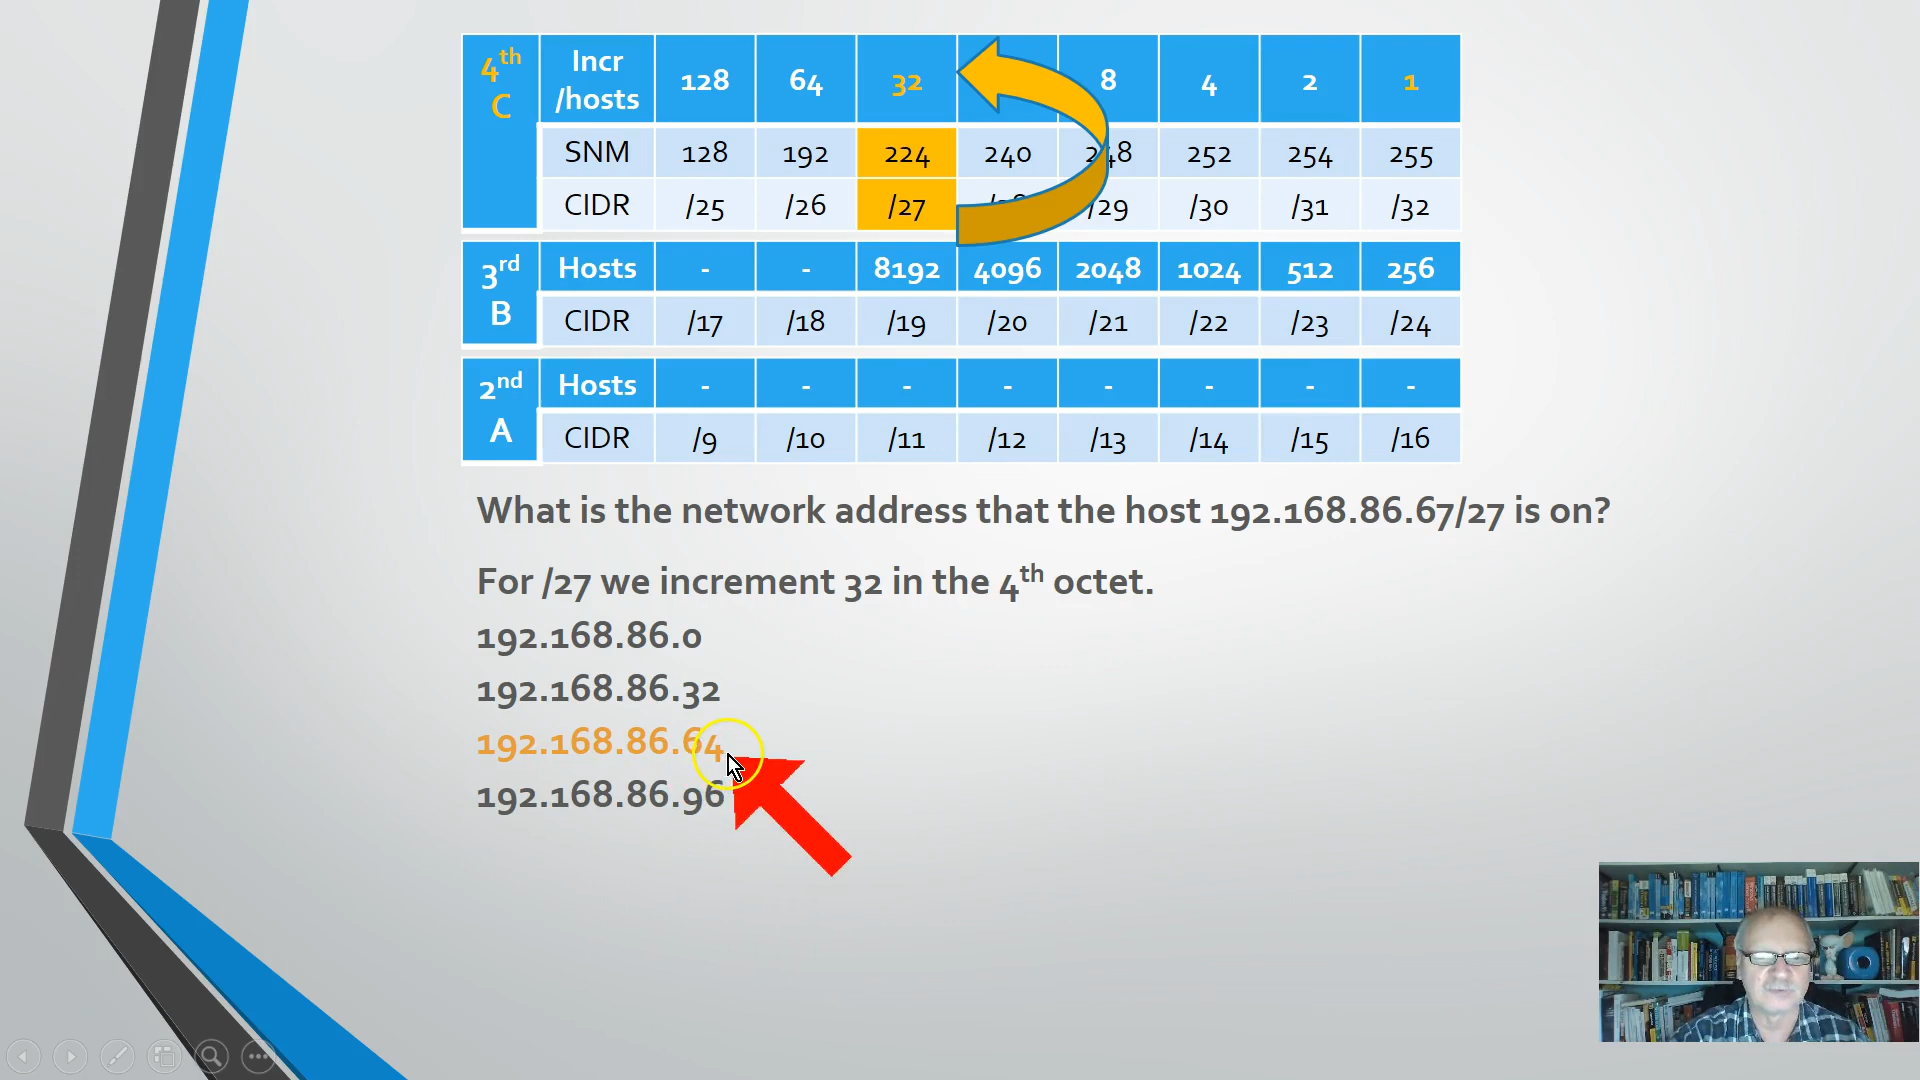 4th C Incr /hosts 128 64 32 8 4 2 1
SNM 128 192 224 240 248 252 254 255
CIDR /25 /26 /27 /28 /29 /30 /31 /32
3rd B Hosts - - 8192 4096 2048 1024 512 256
CIDR /17 /18 /19 /20 /21 /22 /23 /24
2nd A Hosts - - - - - - - -
CIDR /9 /10 /11 /12 /13 /14 /15 /16
What is the network address that the host 192.168.86.67/27 is on?
For /27 we increment 32 in the 4th octet.
192.168.86.0
192.168.86.32
192.168.86.64
192.168.86.96